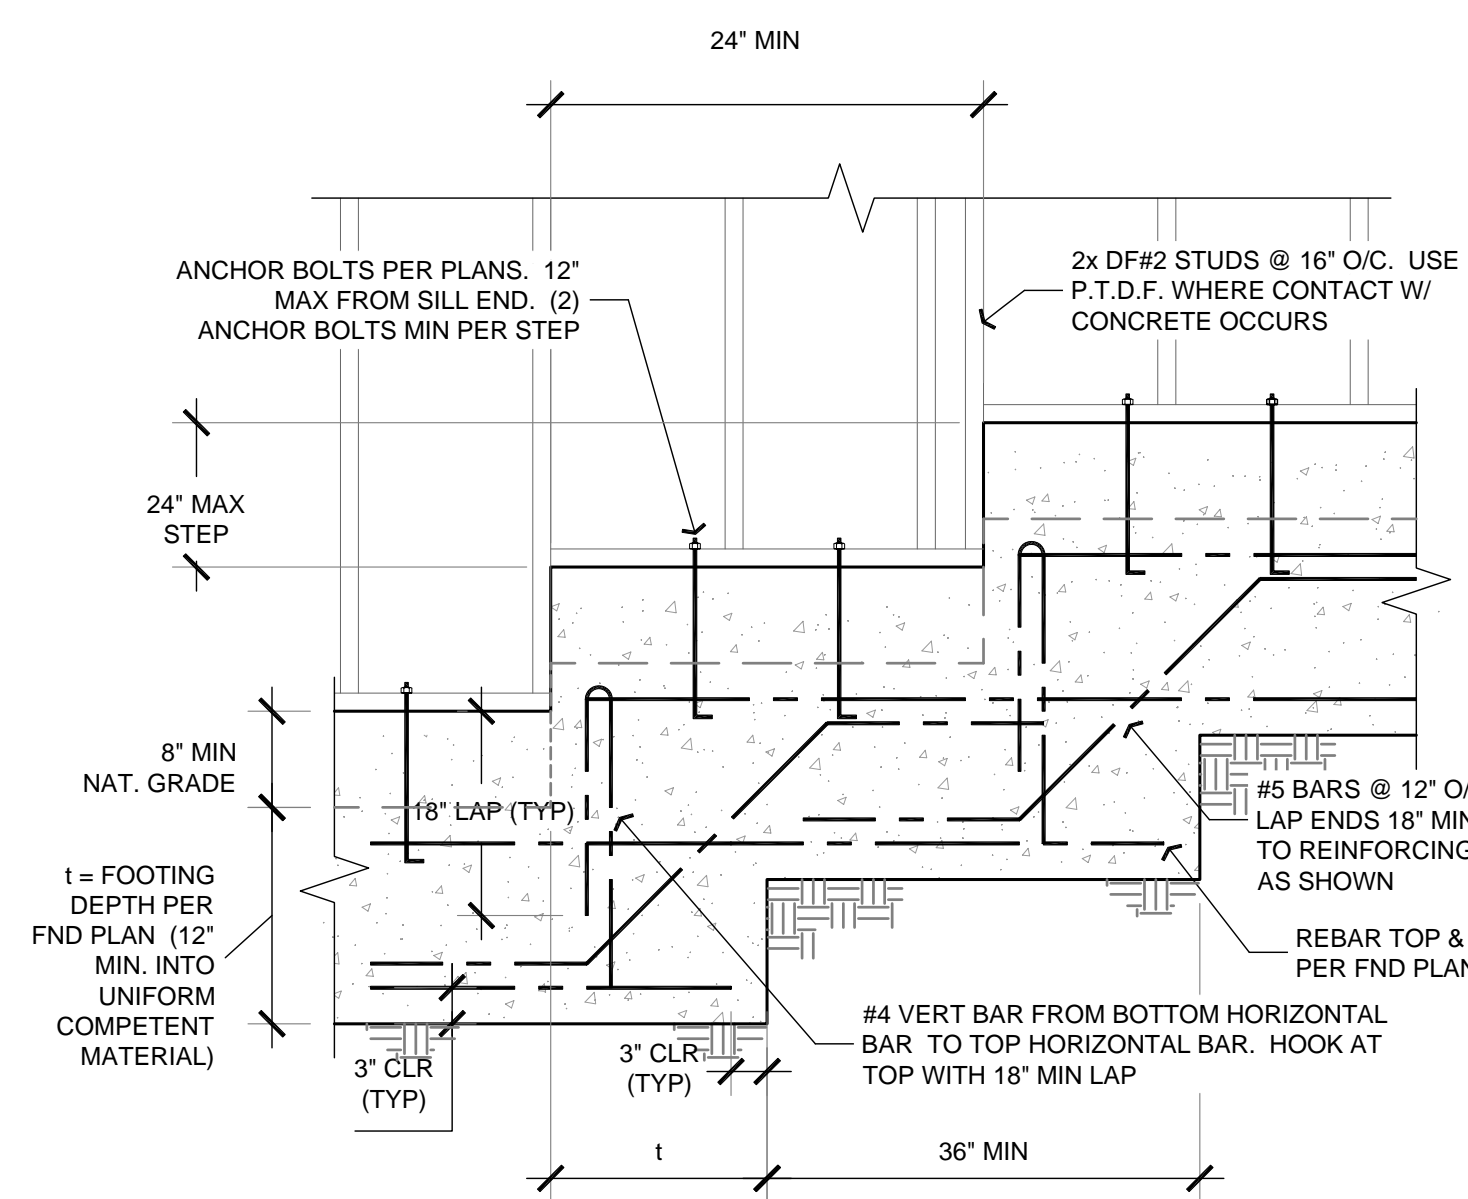 24" MIN
ANCHOR BOLTS PER PLANS. 12"
MAX FROM SILL END. (2)
ANCHOR BOLTS MIN PER STEP
2x DF#2 STUDS @ 16" O/C. USE
P.T.D.F. WHERE CONTACT W/
CONCRETE OCCURS
24" MAX
STEP
8" MIN
NAT. GRADE
18" LAP (TYP)
t = FOOTING
DEPTH PER
FND PLAN (12"
MIN. INTO
UNIFORM
COMPETENT
MATERIAL)
#5 BARS @ 12" O/
LAP ENDS 18" MIN
TO REINFORCING
AS SHOWN
REBAR TOP &
PER FND PLAN
#4 VERT BAR FROM BOTTOM HORIZONTAL
BAR TO TOP HORIZONTAL BAR. HOOK AT
TOP WITH 18" MIN LAP
3" CLR
(TYP)
3" CLR
(TYP)
t
36" MIN